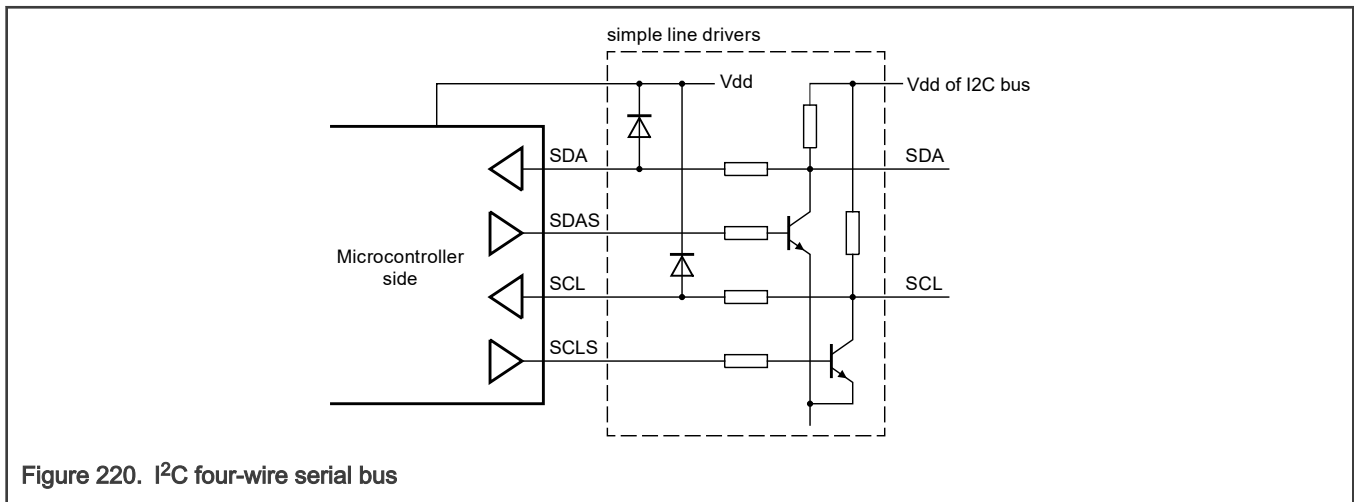 simple line drivers
Vdd
Vdd of I2C bus
SDA
SDA
SDAS
Microcontroller
side
SCL
SCL
SCLS
Figure 220. I²C four-wire serial bus